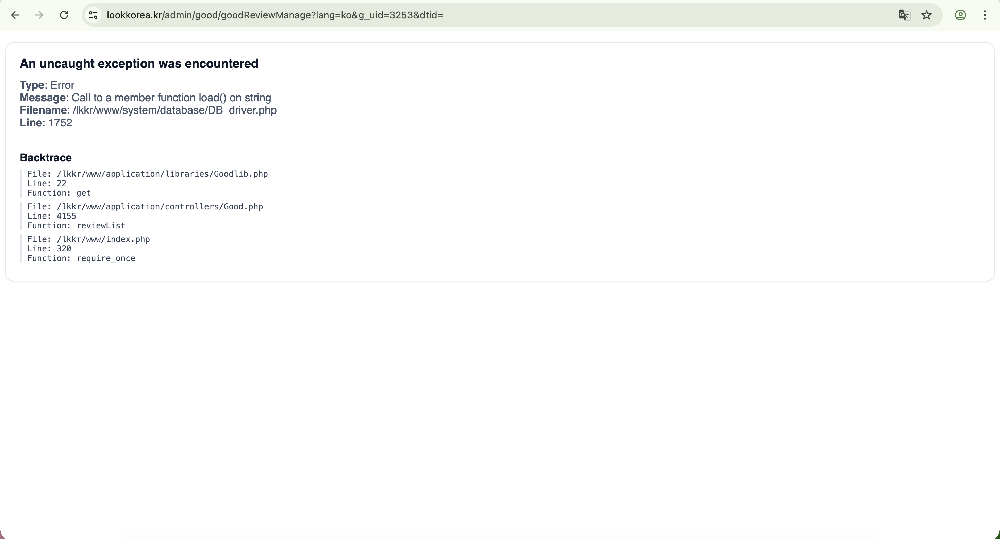 lookkorea.kr/admin/good/goodReviewManage?lang=ko&g_uid=3253&dtid=
An uncaught exception was encountered
Type: Error
Message: Call to a member function load() on string
Filename: /lkkr/www/system/database/DB_driver.php
Line: 1752
Backtrace
File: /lkkr/www/application/libraries/Goodlib.php
Line: 22
Function: get
File: /lkkr/www/application/controllers/Good.php
Line: 4155
Function: reviewList
File: /lkkr/www/index.php
Line: 320
Function: require_once